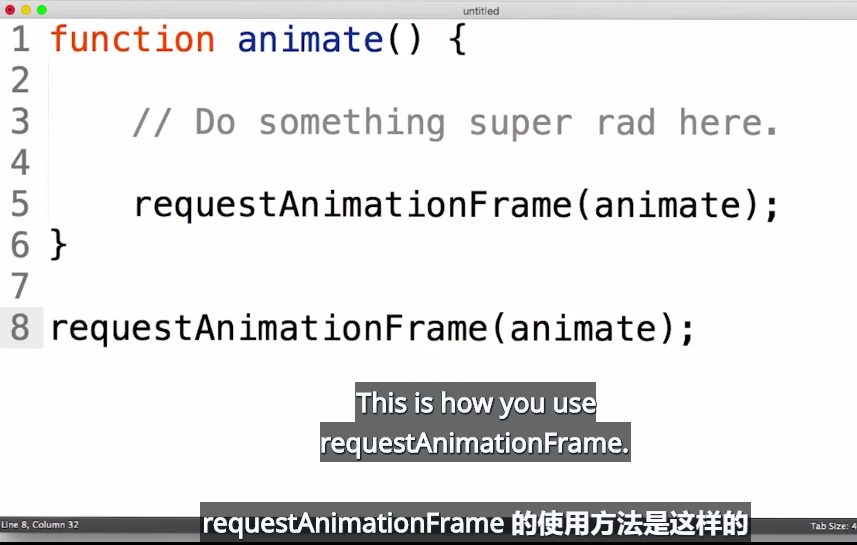 untitled
1 function animate() {
2
3     // Do something super rad here.
4
5     requestAnimationFrame(animate);
6 }
7
8 requestAnimationFrame(animate);
This is how you use
requestAnimationFrame.
requestAnimationFrame 的使用方法是这样的
Line 8, Column 32
Tab Size: 4